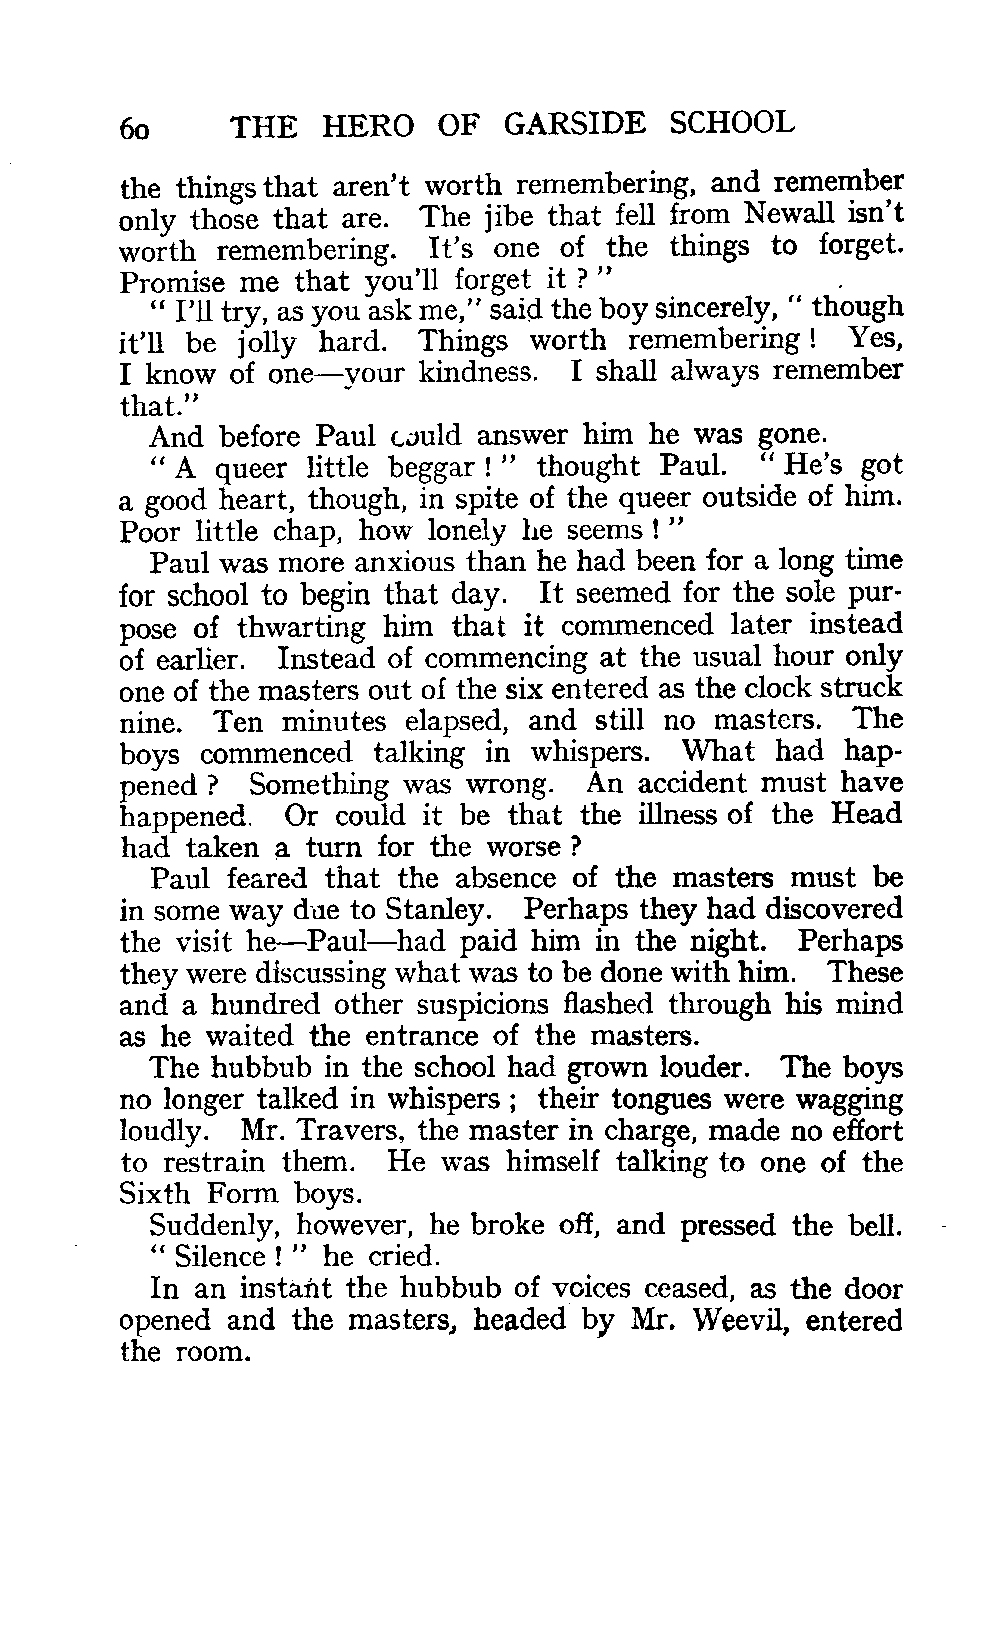 60 THE HERO OF GARSIDE SCHOOL
the things that aren't worth remembering, and remember
only those that are. The jibe that fell from Newall isn't
worth remembering. It's one of the things to forget.
Promise me that you'll forget it ? "
" I'll try, as you ask me," said the boy sincerely, " though
it'll be jolly hard. Things worth remembering ! Yes,
I know of one—your kindness. I shall always remember
that."
And before Paul could answer him he was gone.
" A queer little beggar ! " thought Paul. " He's got
a good heart, though, in spite of the queer outside of him.
Poor little chap, how lonely he seems ! "
Paul was more anxious than he had been for a long time
for school to begin that day. It seemed for the sole pur-
pose of thwarting him that it commenced later instead
of earlier. Instead of commencing at the usual hour only
one of the masters out of the six entered as the clock struck
nine. Ten minutes elapsed, and still no masters. The
boys commenced talking in whispers. What had hap-
pened ? Something was wrong. An accident must have
happened. Or could it be that the illness of the Head
had taken a turn for the worse ?
Paul feared that the absence of the masters must be
in some way due to Stanley. Perhaps they had discovered
the visit he—Paul—had paid him in the night. Perhaps
they were discussing what was to be done with him. These
and a hundred other suspicions flashed through his mind
as he waited the entrance of the masters.
The hubbub in the school had grown louder. The boys
no longer talked in whispers ; their tongues were wagging
loudly. Mr. Travers, the master in charge, made no effort
to restrain them. He was himself talking to one of the
Sixth Form boys.
Suddenly, however, he broke off, and pressed the bell.
" Silence ! " he cried.
In an instant the hubbub of voices ceased, as the door
opened and the masters, headed by Mr. Weevil, entered
the room.